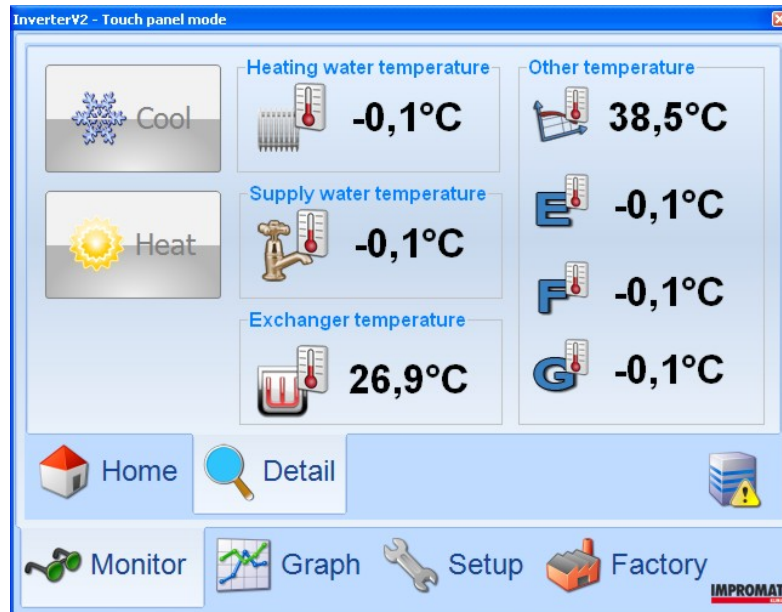 InverterV2 - Touch panel mode
Cool
Heat
Heating water temperature
-0,1°C
Supply water temperature
-0,1°C
Exchanger temperature
26,9°C
Other temperature
38,5°C
E -0,1°C
F -0,1°C
G -0,1°C
Home
Detail
Monitor
Graph
Setup
Factory
IMPROMAT